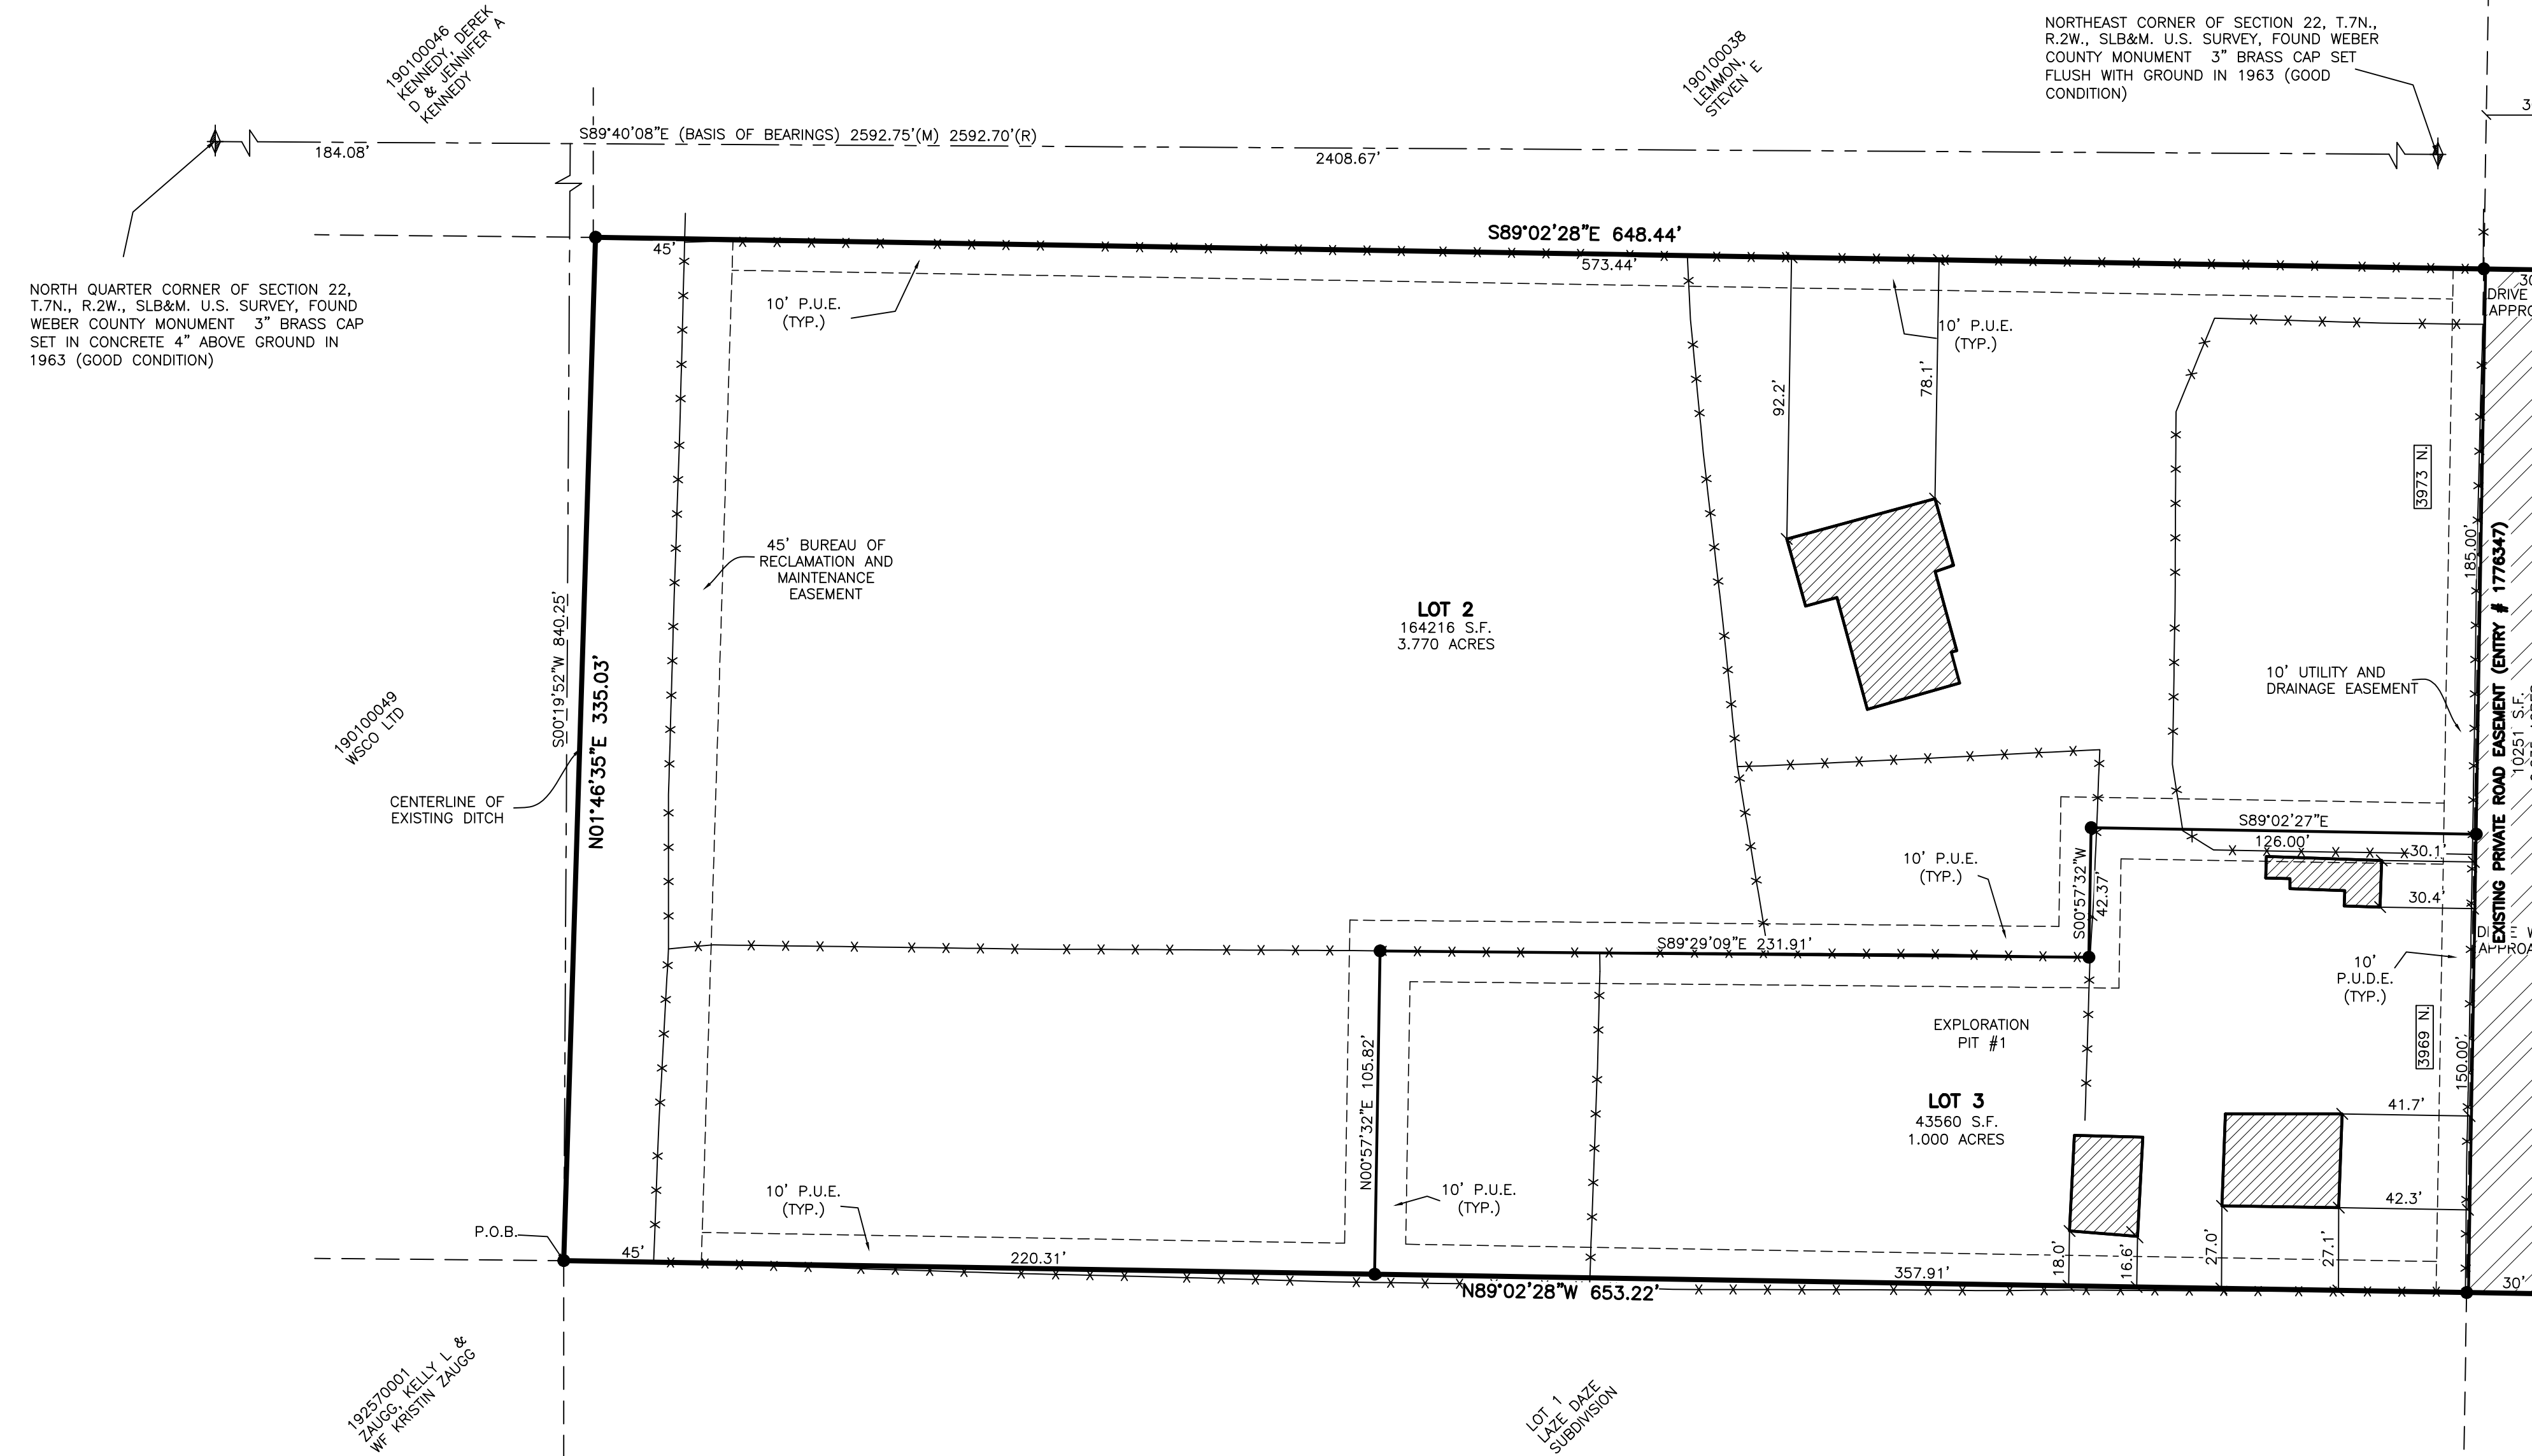 190100046
KENNEDY, DEREK
D & JENNIFER A
KENNEDY
190100038
LEMMON,
STEVEN E
NORTHEAST CORNER OF SECTION 22, T.7N.,
R.2W., SLB&M. U.S. SURVEY, FOUND WEBER
COUNTY MONUMENT 3" BRASS CAP SET
FLUSH WITH GROUND IN 1963 (GOOD
CONDITION)
S89°40'08"E (BASIS OF BEARINGS) 2592.75'(M) 2592.70'(R)
184.08'
2408.67'
NORTH QUARTER CORNER OF SECTION 22,
T.7N., R.2W., SLB&M. U.S. SURVEY, FOUND
WEBER COUNTY MONUMENT 3" BRASS CAP
SET IN CONCRETE 4" ABOVE GROUND IN
1963 (GOOD CONDITION)
45'
S89°02'28"E 648.44'
573.44'
10' P.U.E.
(TYP.)
10' P.U.E.
(TYP.)
DRIVE
92.2'
78.1'
3973 N.
185.00'
45' BUREAU OF
RECLAMATION AND
MAINTENANCE
EASEMENT
S00°19'52"W 840.25'
N01°46'35"E 335.03'
LOT 2
164216 S.F.
3.770 ACRES
EXISTING PRIVATE ROAD EASEMENT (ENTRY # 1776347)
10251 S.F.
10' UTILITY AND
DRAINAGE EASEMENT
190100049
WSCO LTD
CENTERLINE OF
EXISTING DITCH
S89°02'27"E
126.00'
30.1'
30.4'
10' P.U.E.
(TYP.)
S00°57'32"W
42.37'
S89°29'09"E 231.91'
10'
P.U.D.E.
(TYP.)
EXPLORATION
PIT #1
3969 N.
150.00'
N00°57'32"E 105.82'
LOT 3
43560 S.F.
1.000 ACRES
41.7'
42.3'
10' P.U.E.
(TYP.)
10' P.U.E.
(TYP.)
P.O.B.
45'
220.31'
18.0'
16.6'
27.0'
27.1'
357.91'
30'
N89°02'28"W 653.22'
192570001
ZAUGG, KELLY L &
WF KRISTIN ZAUGG
LOT 1
LAZE DAZE
SUBDIVISION